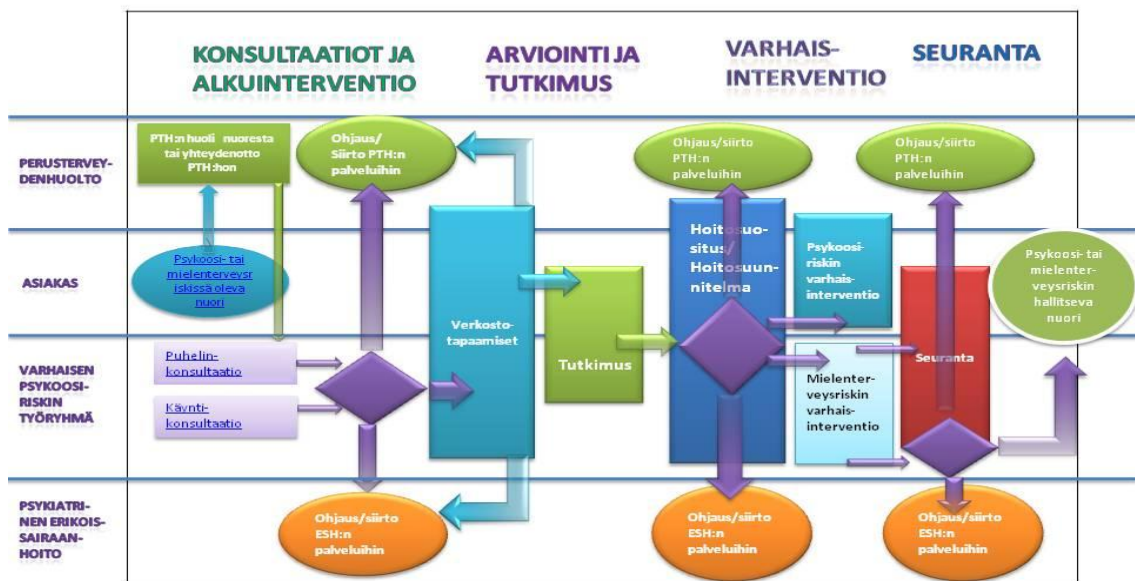 KONSULTAATIOT JA
ALKUINTERVENTIO
ARVIOINTI JA
TUTKIMUS
VARHAIS-
INTERVENTIO
SEURANTA
PERUSTERVEY-
DENHUOLTO
PTH:n huoli nuoresta
tai yhteydenotto
PTH:hon
Ohjaus/
Siirto PTH:n
palveluihin
Ohjaus/siirto
PTH:n
palveluihin
Ohjaus/siirto
PTH:n
palveluihin
ASIAKAS
Psykoosi- tai
mielenterveysr
iskissä oleva
nuori
Hoitosuo-
situs/
Hoitosuun-
nitelma
Psykoosi-
riskin
varhais-
interventio
Psykoosi- tai
mielenter-
veysriskin
hallitseva
nuori
VARHAISEN
PSYKOOSI-
RISKIN
TYÖRYHMÄ
Puhelin-
konsultaatio
Käynti-
konsultaatio
Verkosto-
tapaamiset
Tutkimus
Mielenter-
veysriskin
varhais-
interventio
Seuranta
PSYKIATRI-
NEN ERIKOIS-
SAIRAAN-
HOITO
Ohjaus/siirto
ESH:n
palveluihin
Ohjaus/siirto
ESH:n
palveluihin
Ohjaus/siirto
ESH:n
palveluihin